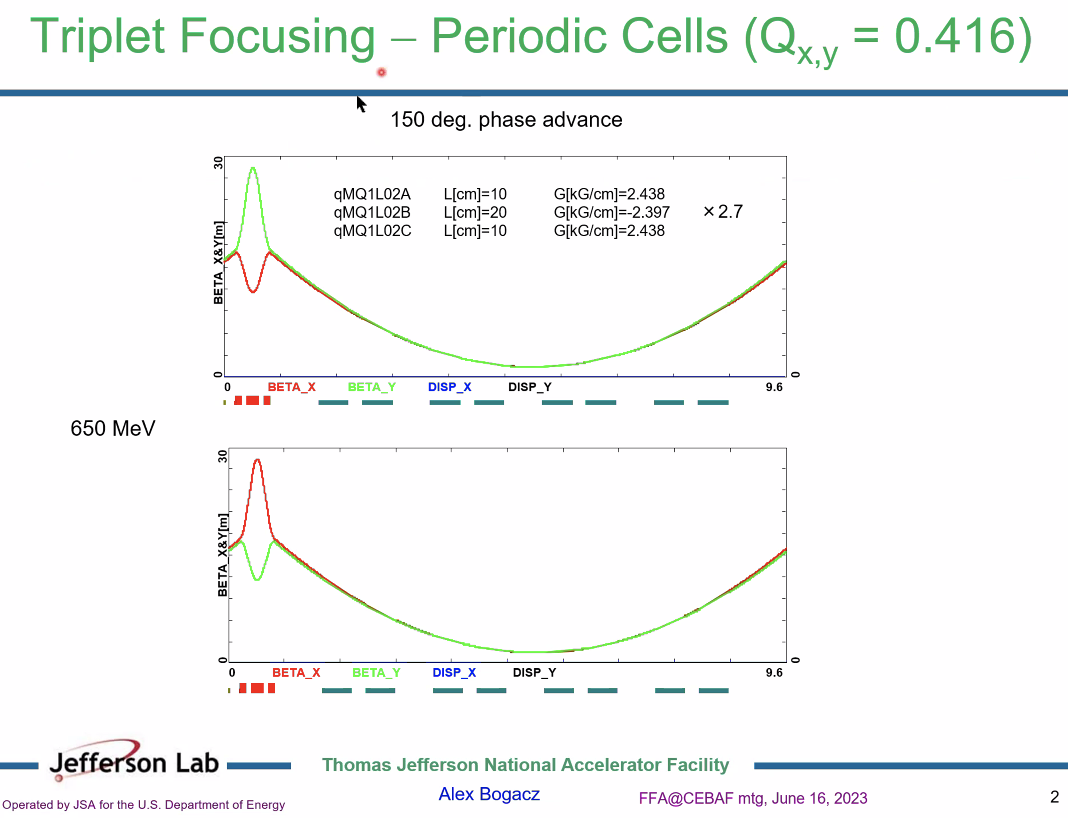 Triplet Focusing – Periodic Cells (Qx,y = 0.416)
150 deg. phase advance
30
BETA_X&Y[m]
0
qMQ1L02A L[cm]=10 G[kG/cm]=2.438
qMQ1L02B L[cm]=20 G[kG/cm]=-2.397 ×2.7
qMQ1L02C L[cm]=10 G[kG/cm]=2.438
0
0 BETA_X BETA_Y DISP_X DISP_Y 9.6
650 MeV
30
BETA_X&Y[m]
0
0
0 BETA_X BETA_Y DISP_X DISP_Y 9.6
Jefferson Lab
Thomas Jefferson National Accelerator Facility
Operated by JSA for the U.S. Department of Energy
Alex Bogacz
FFA@CEBAF mtg, June 16, 2023
2